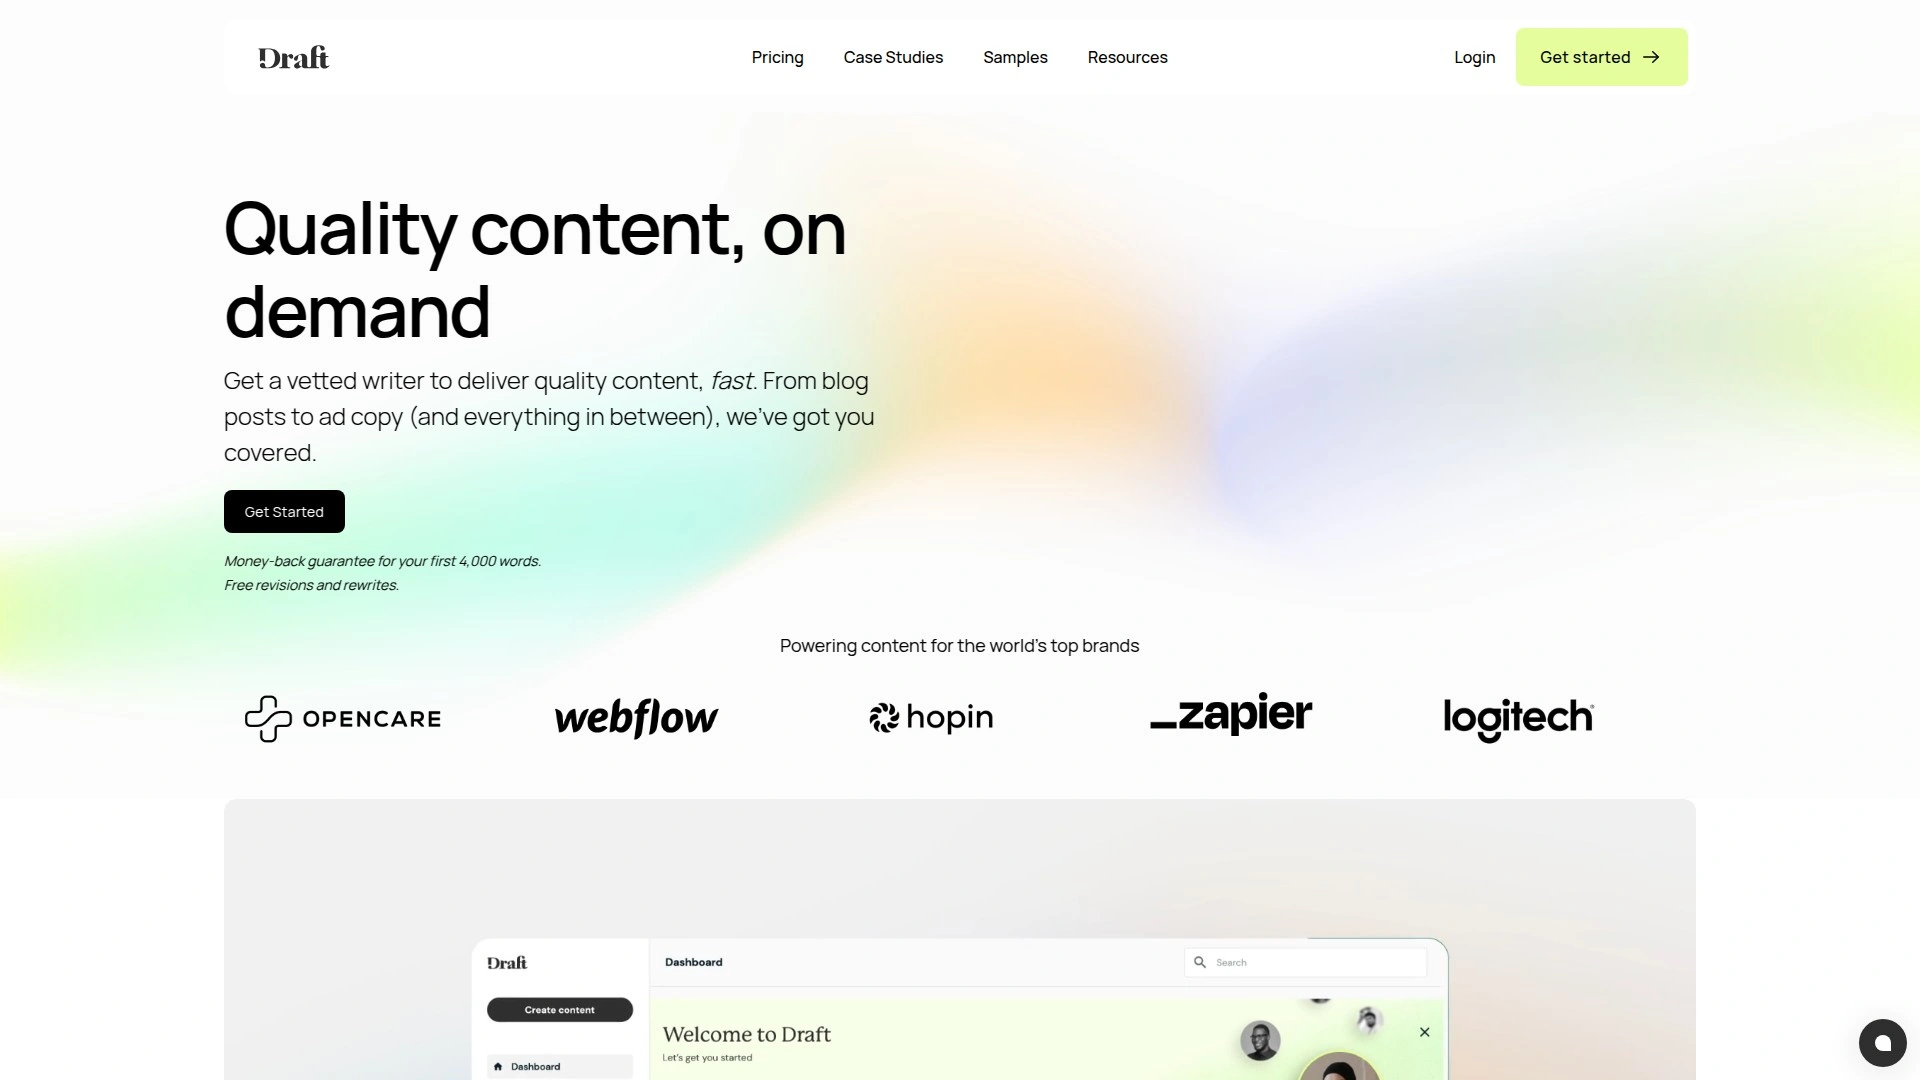 Draft
Pricing
Case Studies
Samples
Resources
Login
Get started
Quality content, on
demand
Get a vetted writer to deliver quality content, fast. From blog
posts to ad copy (and everything in between), we've got you
covered.
Get Started
Money-back guarantee for your first 4,000 words.
Free revisions and rewrites.
Powering content for the world's top brands
OPENCARE
webflow
hopin
_zapier
logitech
Draft
Dashboard
Search
Create content
Welcome to Draft
Let's get you started
Dashboard